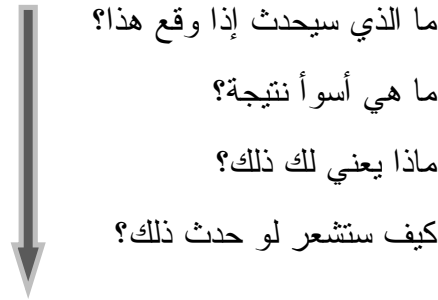 ما الذي سيحدث إذا وقع هذا؟
ما هي أسوأ نتيجة؟
ماذا يعني لك ذلك؟
كيف ستشعر لو حدث ذلك؟